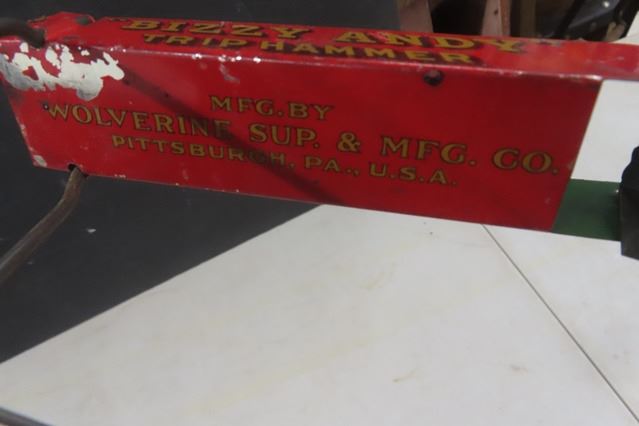 "BIZZY ANDY"
TRIP HAMMER
MFG. BY
WOLVERINE SUP. & MFG. CO.
PITTSBURGH, PA., U.S.A.